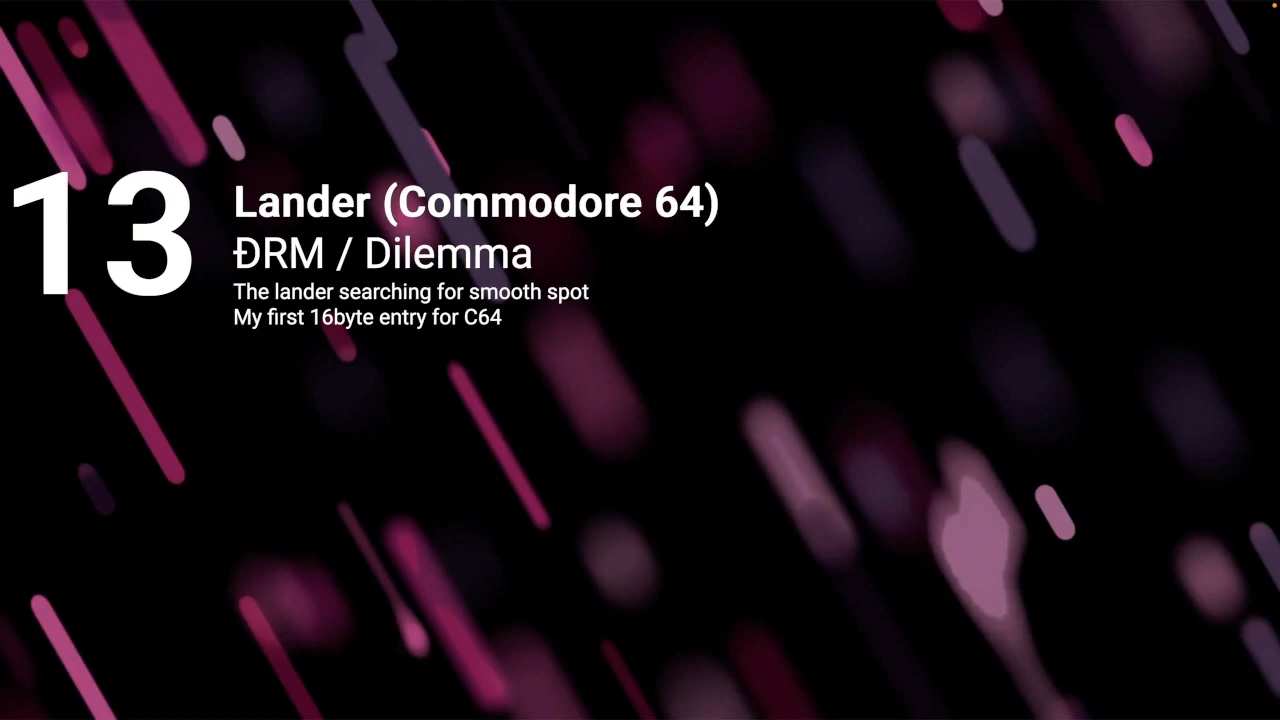 13
Lander (Commodore 64)
ĐRM / Dilemma
The lander searching for smooth spot
My first 16byte entry for C64